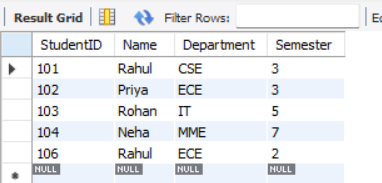 Result Grid Filter Rows: E
StudentID Name Department Semester
101 Rahul CSE 3
102 Priya ECE 3
103 Rohan IT 5
104 Neha MME 7
106 Rahul ECE 2
NULL NULL NULL NULL